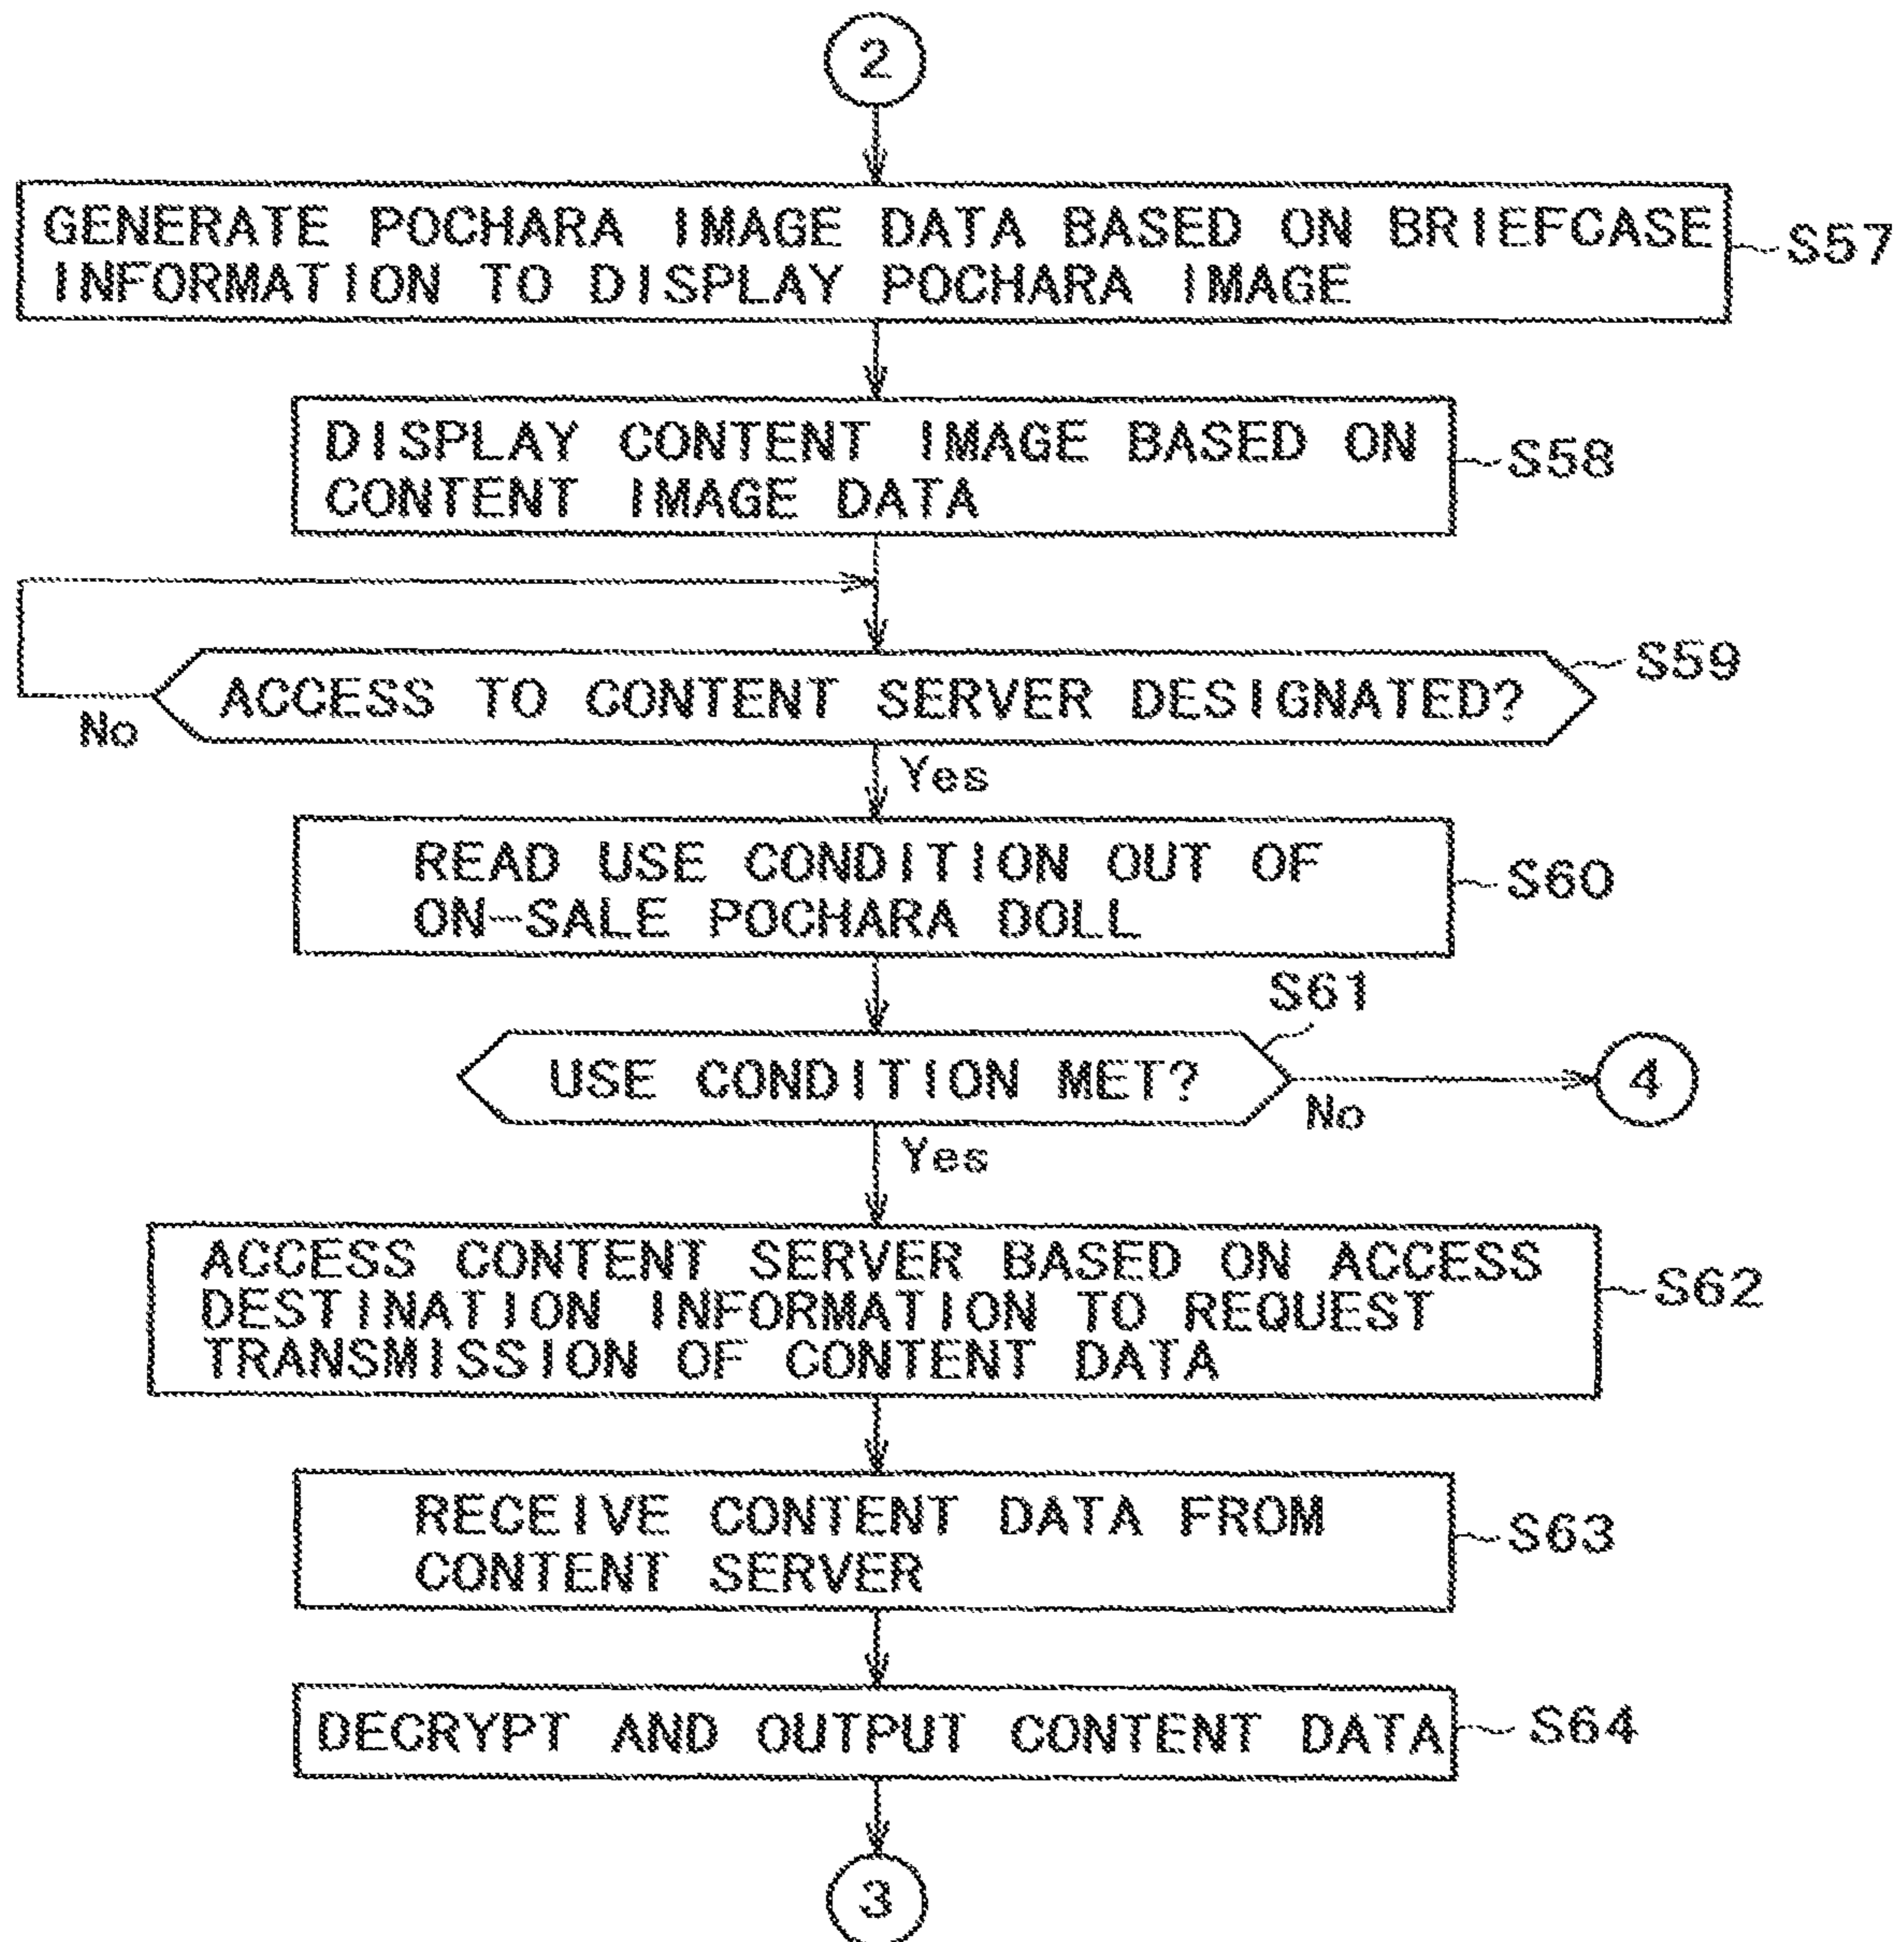 2
GENERATE POCHARA IMAGE DATA BASED ON BRIEFCASE
INFORMATION TO DISPLAY POCHARA IMAGE
S57
DISPLAY CONTENT IMAGE BASED ON
CONTENT IMAGE DATA
S58
ACCESS TO CONTENT SERVER DESIGNATED?
S59
No
Yes
READ USE CONDITION OUT OF
ON-SALE POCHARA DOLL
S60
S61
USE CONDITION MET?
4
No
Yes
ACCESS CONTENT SERVER BASED ON ACCESS
DESTINATION INFORMATION TO REQUEST
TRANSMISSION OF CONTENT DATA
S62
RECEIVE CONTENT DATA FROM
CONTENT SERVER
S63
DECRYPT AND OUTPUT CONTENT DATA
S64
3